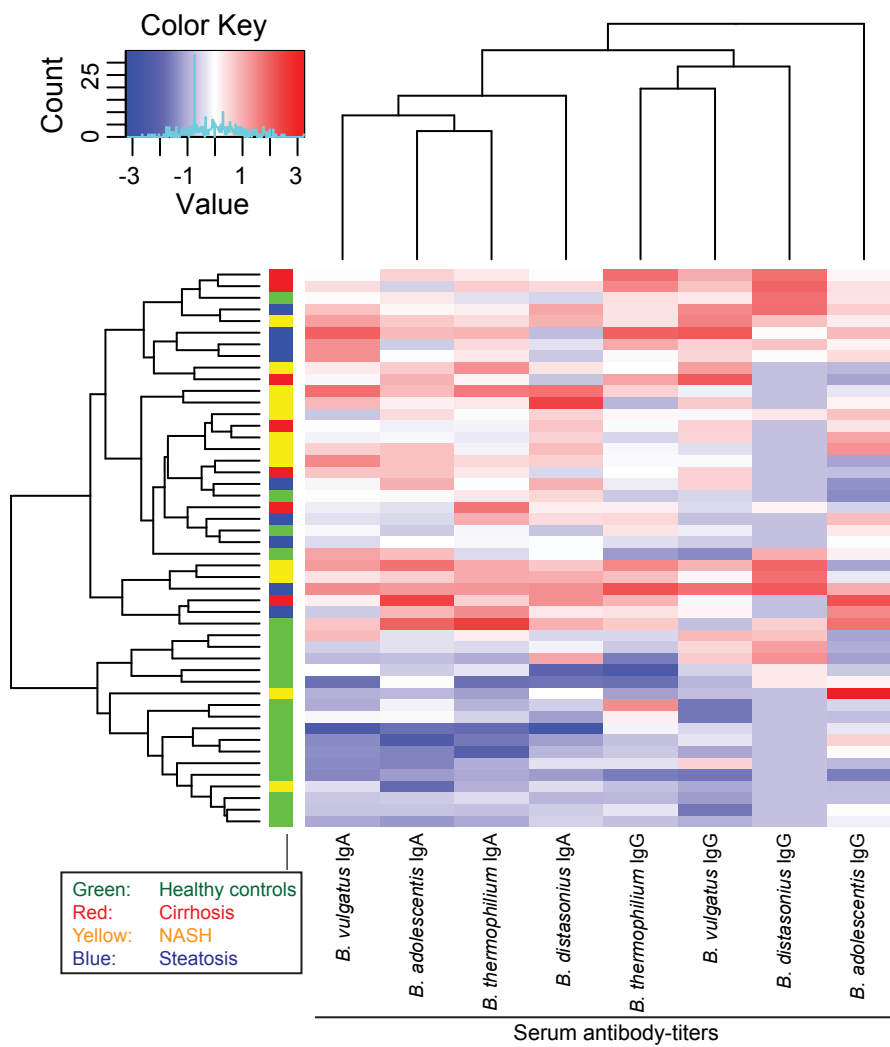 Color Key
Count
0
25
-3
-1
1
3
Value
Green: Healthy controls
Red: Cirrhosis
Yellow: NASH
Blue: Steatosis
B. vulgatus IgA
B. adolescentis IgA
B. thermophilium IgA
B. distasonius IgA
B. thermophilium IgG
B. vulgatus IgG
B. distasonius IgG
B. adolescentis IgG
Serum antibody-titers